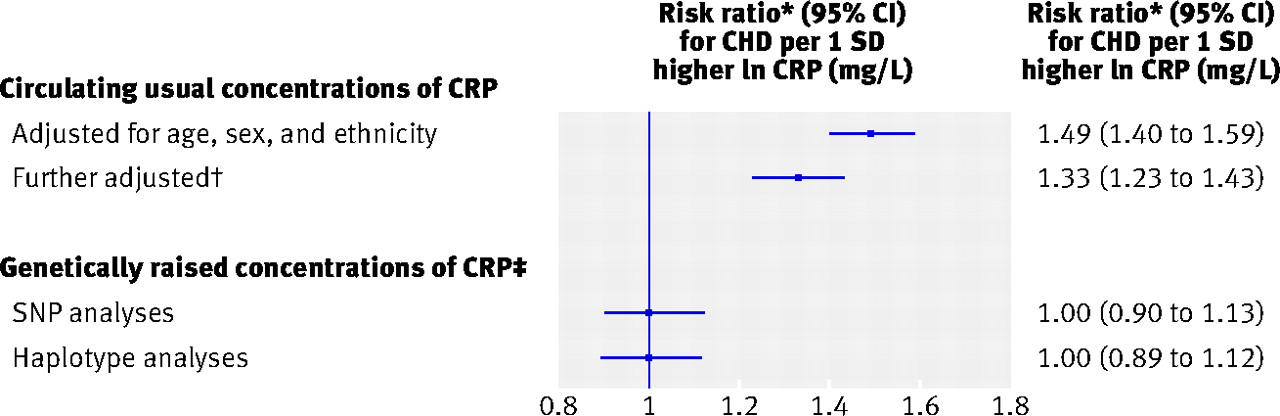 Risk ratio* (95% CI)
for CHD per 1 SD
higher ln CRP (mg/L)
Risk ratio* (95% CI)
for CHD per 1 SD
higher ln CRP (mg/L)
Circulating usual concentrations of CRP
Adjusted for age, sex, and ethnicity
1.49 (1.40 to 1.59)
Further adjusted†
1.33 (1.23 to 1.43)
Genetically raised concentrations of CRP‡
SNP analyses
1.00 (0.90 to 1.13)
Haplotype analyses
1.00 (0.89 to 1.12)
0.8 1 1.2 1.4 1.6 1.8